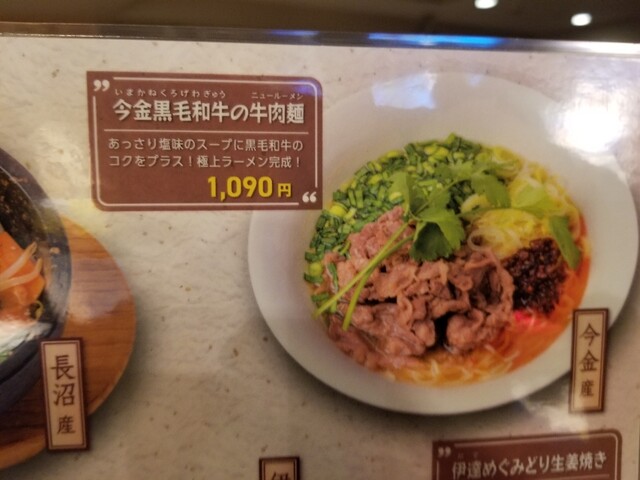 いまかねくろげわぎゅう ニューローメン
今金黒毛和牛の牛肉麺
あっさり塩味のスープに黒毛和牛の
コクをプラス!極上ラーメン完成!
1,090円
今金産
長沼産
伊達めぐみどり生姜焼き